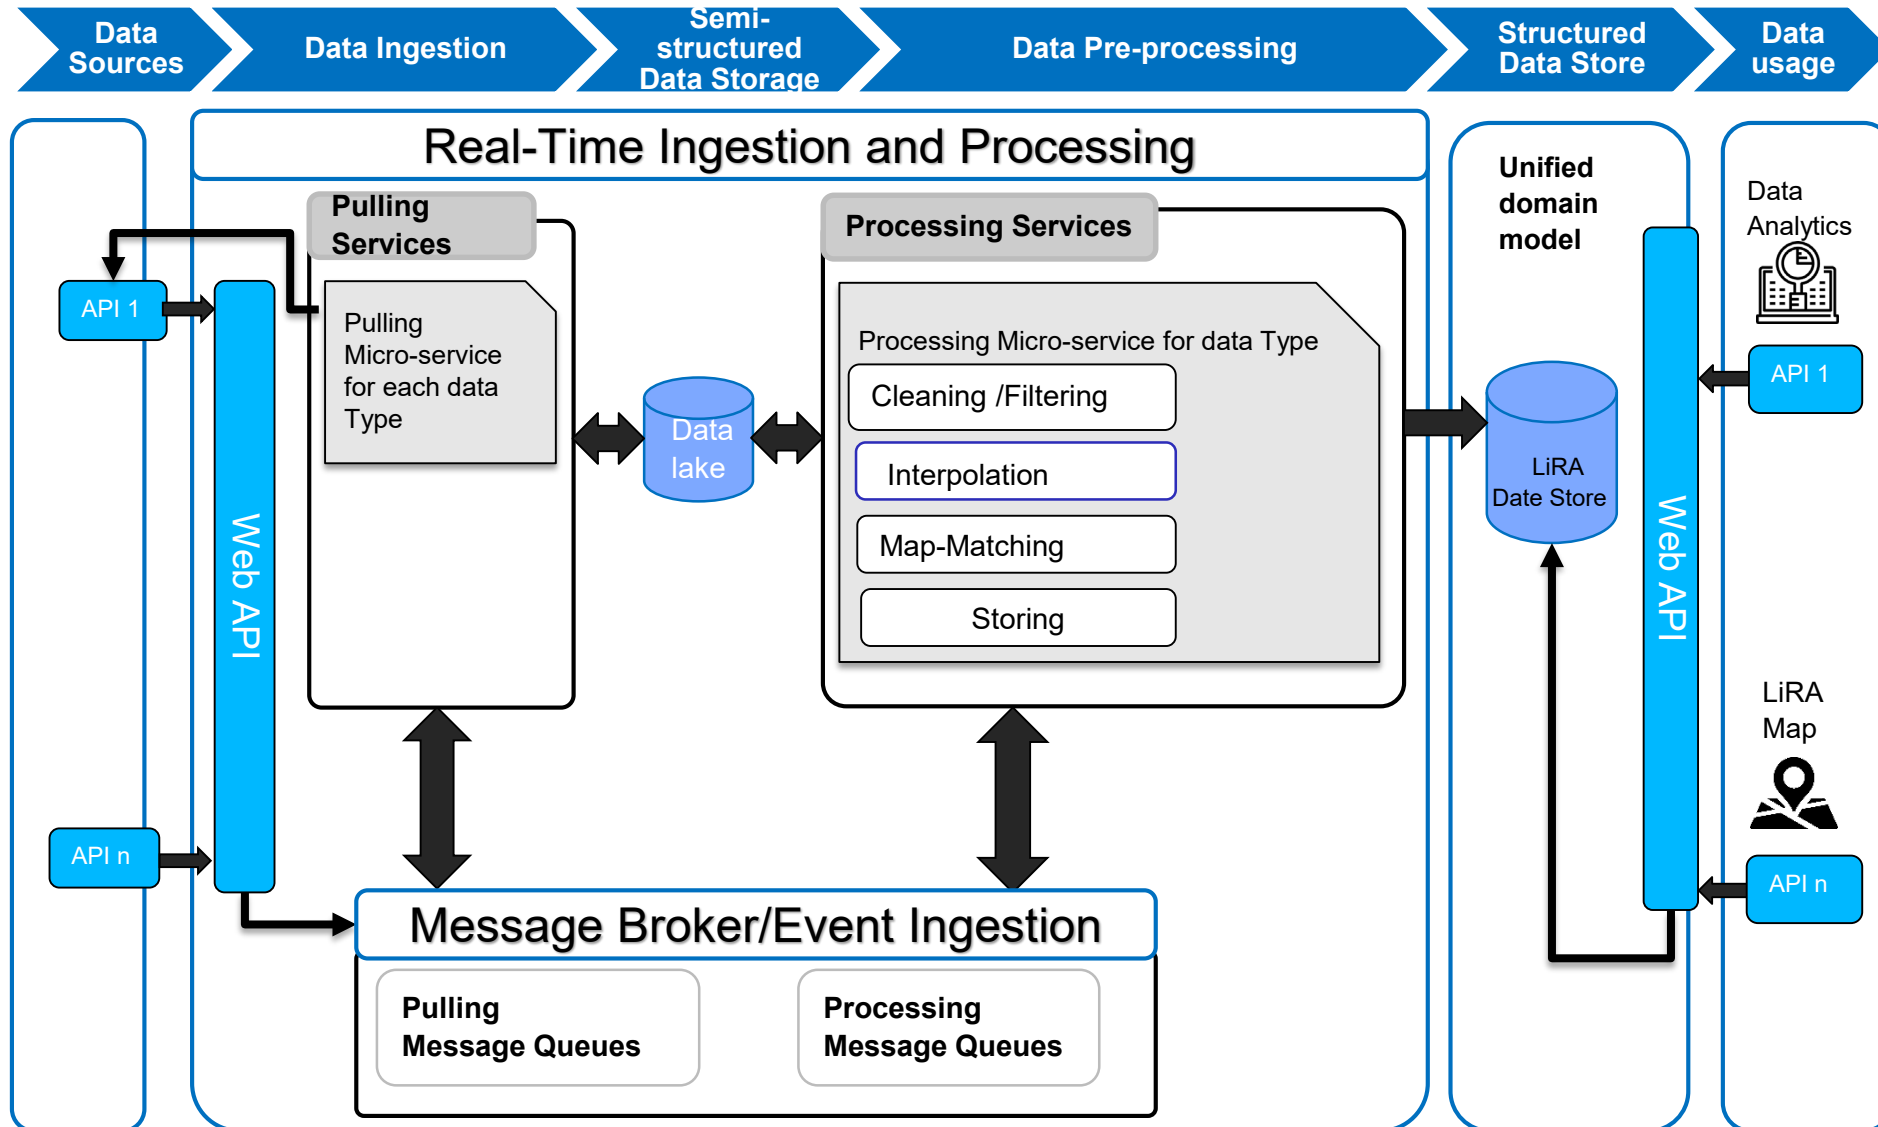 Data
Sources
Data Ingestion
Semi-
structured
Data Storage
Data Pre-processing
Structured
Data Store
Data
usage
Real-Time Ingestion and Processing
Pulling
Services
Processing Services
Unified
domain
model
Data
Analytics
API 1
Pulling
Micro-service
for each data
Type
Processing Micro-service for data Type
Cleaning /Filtering
Interpolation
Map-Matching
Storing
Data
lake
LiRA
Date Store
API 1
Web API
Web API
LiRA
Map
API n
API n
Message Broker/Event Ingestion
Pulling
Message Queues
Processing
Message Queues